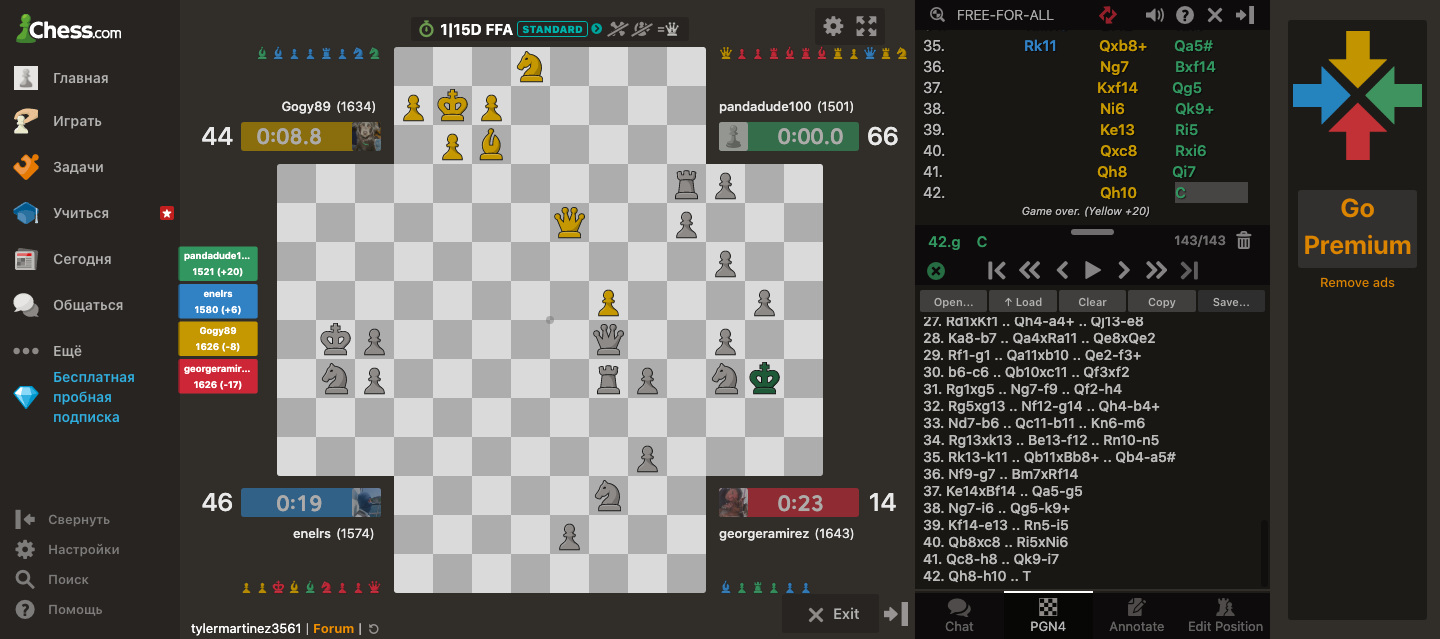 Chess.com
Главная
Играть
Задачи
Учиться
Сегодня
Общаться
Ещё
Бесплатная
пробная
подписка
Свернуть
Настройки
Поиск
Помощь
1|15D FFA STANDARD =
Gogy89 (1634)
44 0:08.8
pandadude100 (1501)
0:00.0 66
pandadude1...
1521 (+20)
enelrs
1580 (+6)
Gogy89
1626 (-8)
georgeramir...
1626 (-17)
46 0:19
enelrs (1574)
0:23 14
georgeramirez (1643)
Exit
tylermartinez3561 | Forum |
FREE-FOR-ALL
35. Rk11 Qxb8+ Qa5#
36. Ng7 Bxf14
37. Kxf14 Qg5
38. Ni6 Qk9+
39. Ke13 Ri5
40. Qxc8 Rxi6
41. Qh8 Qi7
42. Qh10 C
Game over. (Yellow +20)
42.g C 143/143
Open... ↑ Load Clear Copy Save...
27. Rd1xKf1 .. Qh4-a4+ .. Qj13-e8
28. Ka8-b7 .. Qa4xRa11 .. Qe8xQe2
29. Rf1-g1 .. Qa11xb10 .. Qe2-f3+
30. b6-c6 .. Qb10xc11 .. Qf3xf2
31. Rg1xg5 .. Ng7-f9 .. Qf2-h4
32. Rg5xg13 .. Nf12-g14 .. Qh4-b4+
33. Nd7-b6 .. Qc11-b11 .. Kn6-m6
34. Rg13xk13 .. Be13-f12 .. Rn10-n5
35. Rk13-k11 .. Qb11xBb8+ .. Qb4-a5#
36. Nf9-g7 .. Bm7xRf14
37. Ke14xBf14 .. Qa5-g5
38. Ng7-i6 .. Qg5-k9+
39. Kf14-e13 .. Rn5-i5
40. Qb8xc8 .. Ri5xNi6
41. Qc8-h8 .. Qk9-i7
42. Qh8-h10 .. T
Chat
PGN4
Annotate
Edit Position
Go
Premium
Remove ads